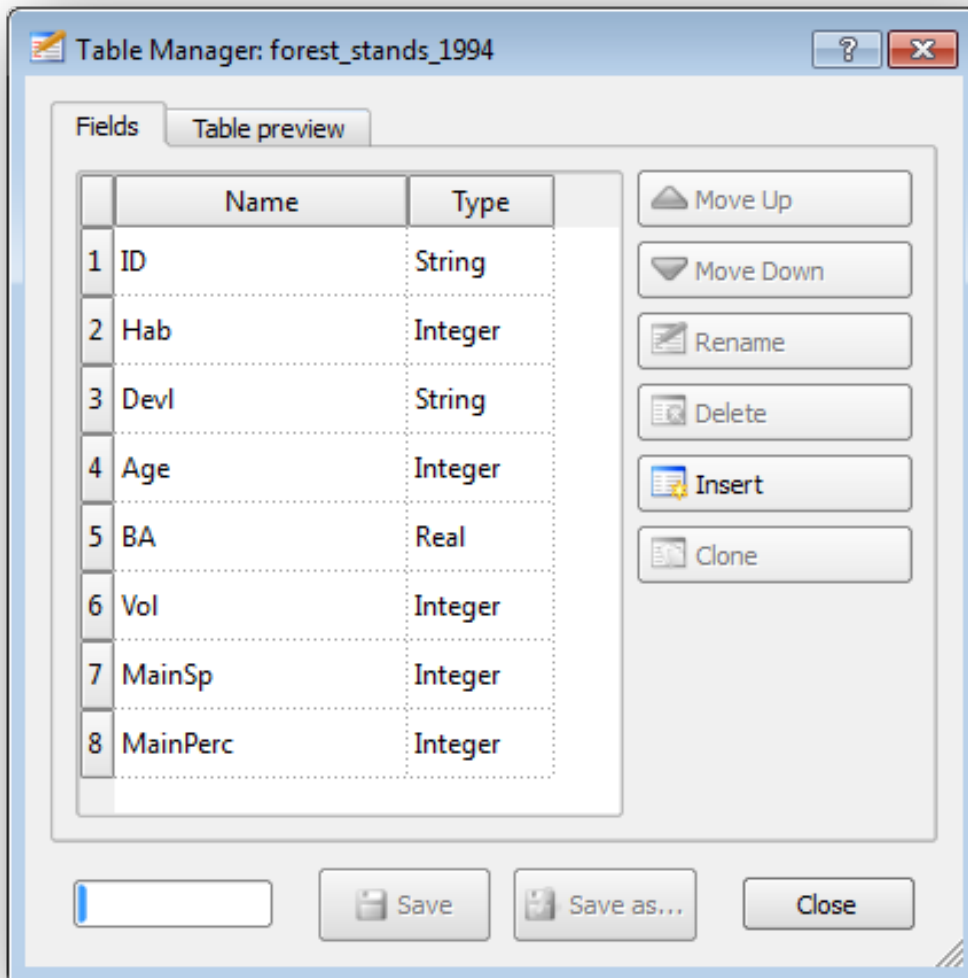 Table Manager: forest_stands_1994
?
Fields Table preview
Name Type
1 ID String
2 Hab Integer
3 Devl String
4 Age Integer
5 BA Real
6 Vol Integer
7 MainSp Integer
8 MainPerc Integer
Move Up
Move Down
Rename
Delete
Insert
Clone
Save Save as... Close